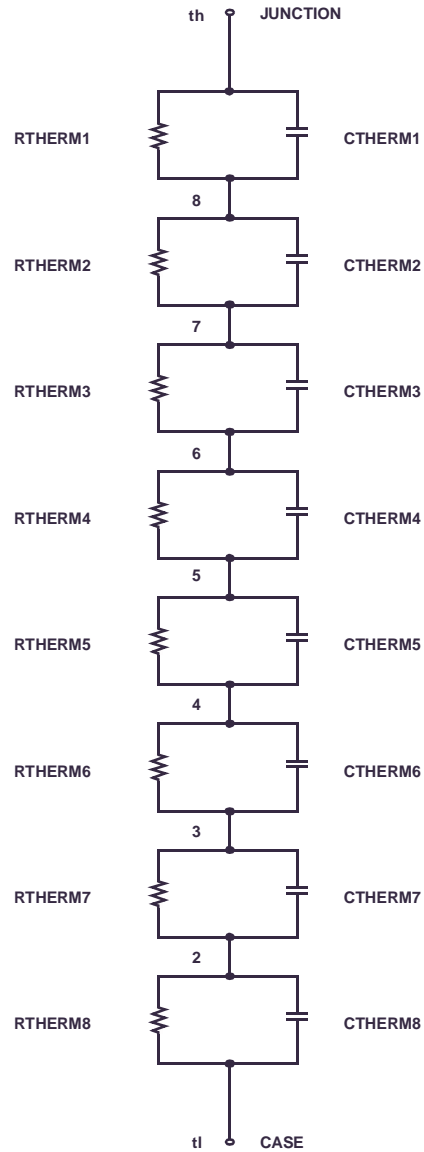 th JUNCTION
RTHERM1 CTHERM1
8
RTHERM2 CTHERM2
7
RTHERM3 CTHERM3
6
RTHERM4 CTHERM4
5
RTHERM5 CTHERM5
4
RTHERM6 CTHERM6
3
RTHERM7 CTHERM7
2
RTHERM8 CTHERM8
tl CASE